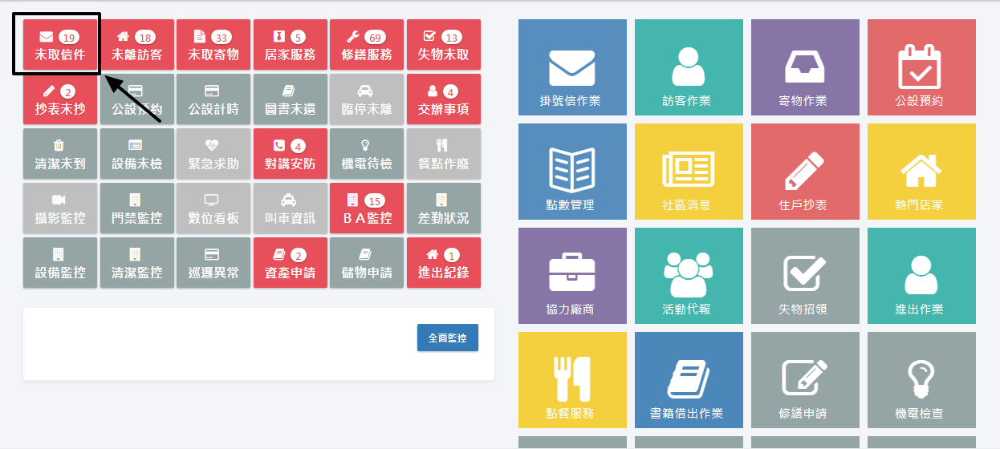 19
未取信件
18
未離訪客
33
未取寄物
5
居家服務
69
修繕服務
13
失物未取
2
抄表未抄
公設預約
公設計時
圖書未還
臨停未離
4
交辦事項
清潔未到
設備未檢
緊急求助
4
對講安防
機電待檢
餐點作廢
攝影監控
門禁監控
數位看板
叫車資訊
15
ＢＡ監控
差勤狀況
設備監控
清潔監控
巡邏異常
2
資產申請
儲物申請
1
進出紀錄
全面監控
掛號信作業
訪客作業
寄物作業
公設預約
點數管理
社區消息
住戶抄表
熱門店家
協力廠商
活動代報
失物招領
進出作業
點餐服務
書籍借出作業
修繕申請
機電檢查